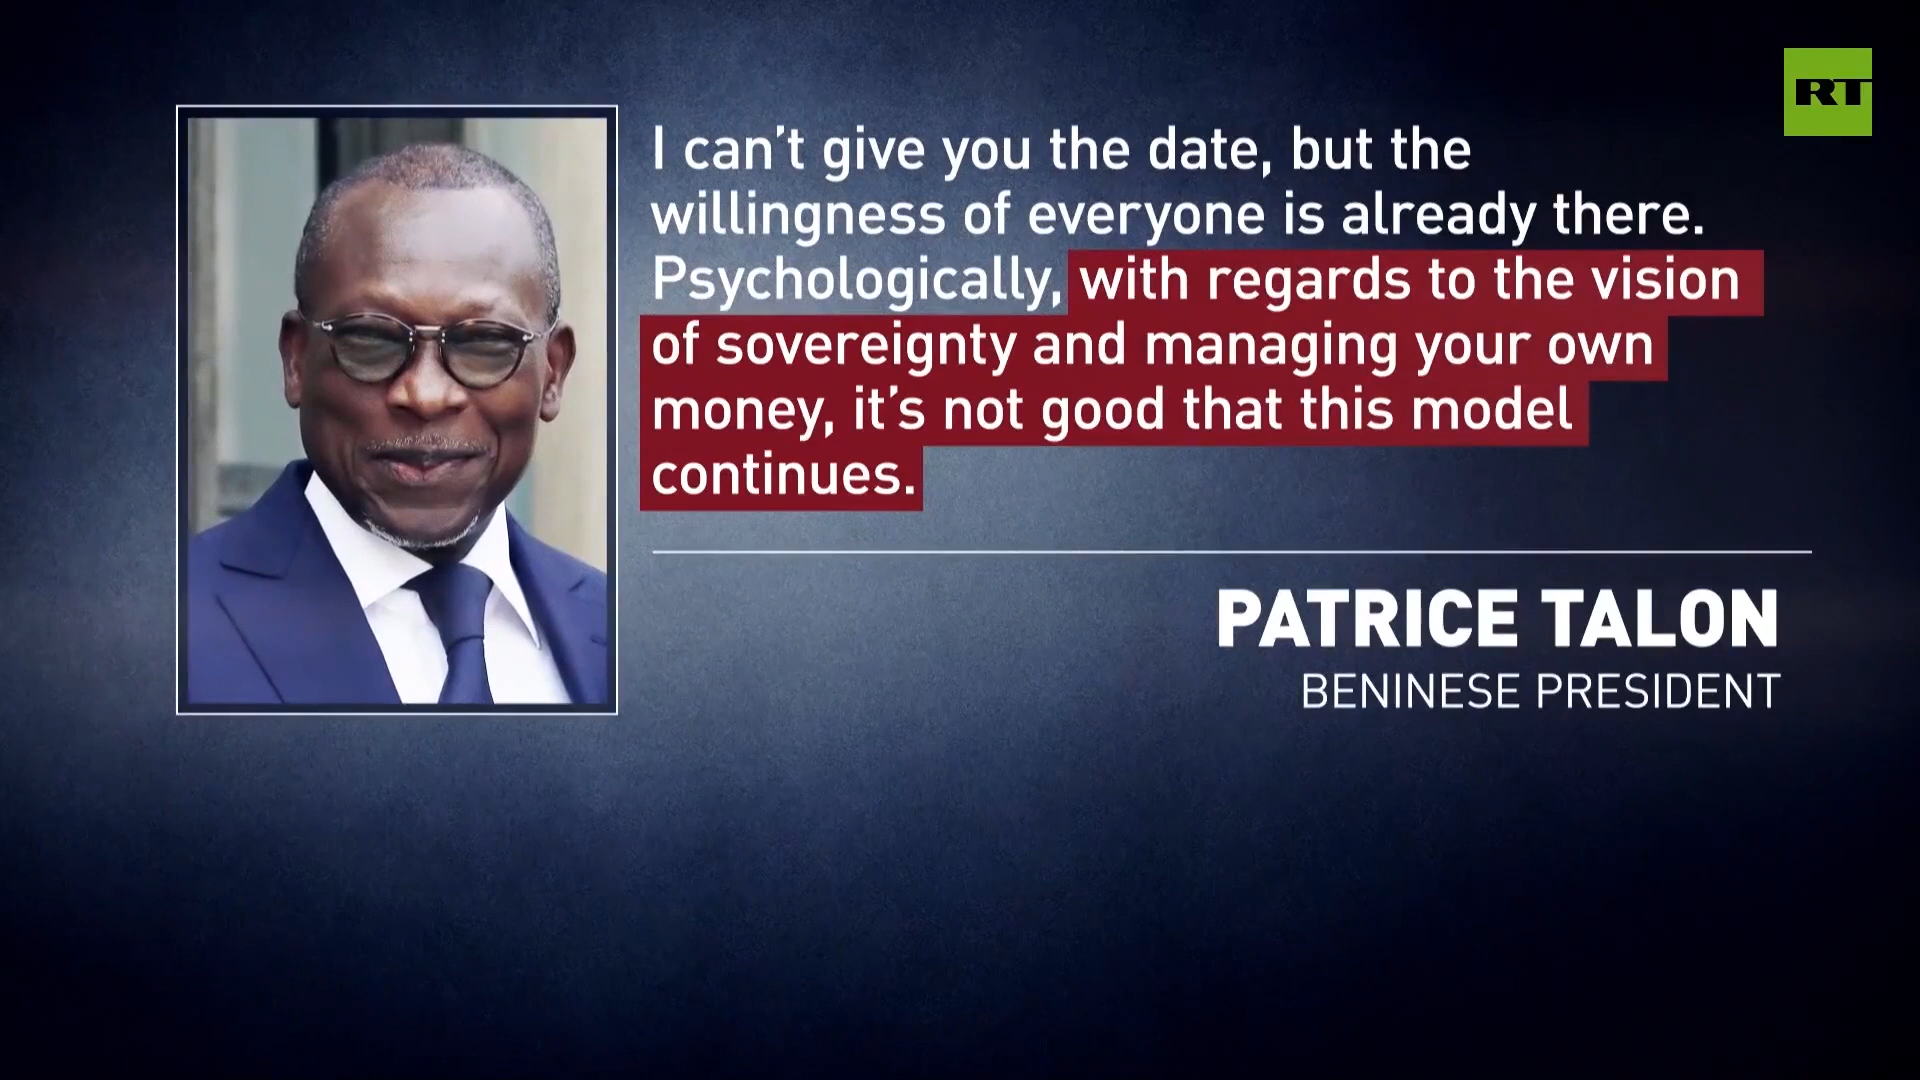 RT
I can’t give you the date, but the
willingness of everyone is already there.
Psychologically, with regards to the vision
of sovereignty and managing your own
money, it’s not good that this model
continues.
PATRICE TALON
BENINESE PRESIDENT